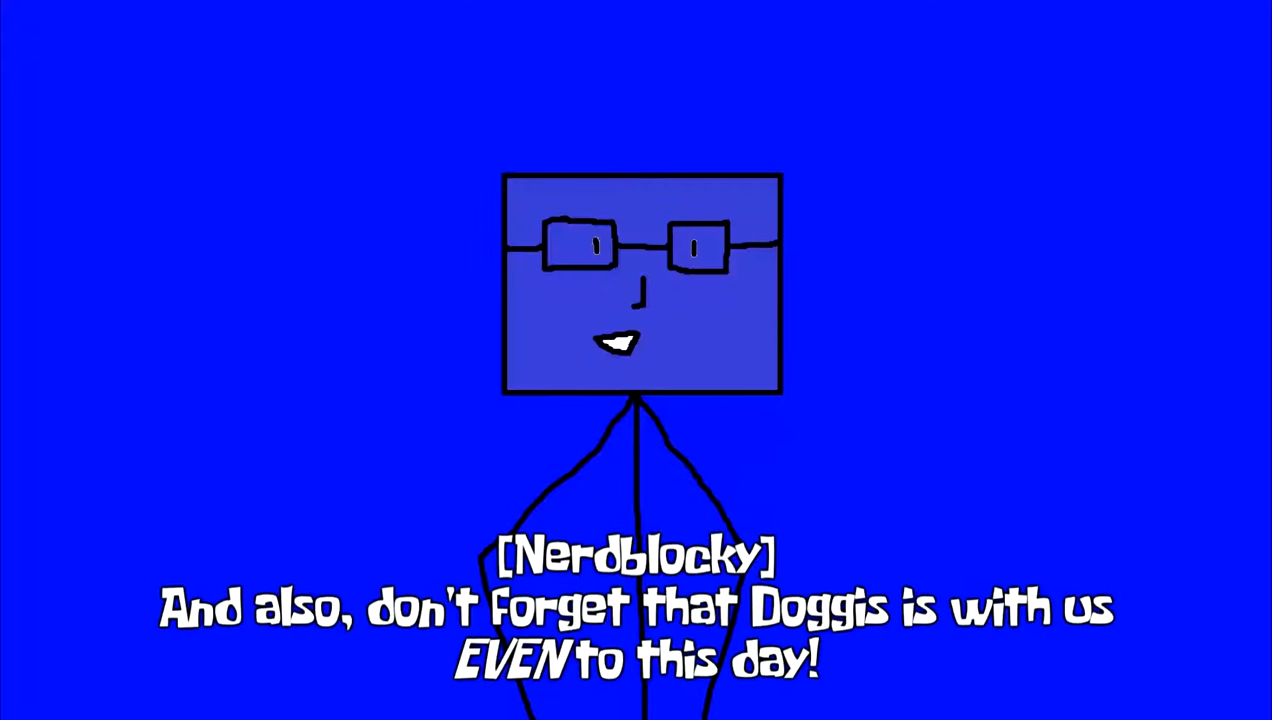 [Nerdblocky]
And also, don't forget that Doggis is with us
EVEN to this day!